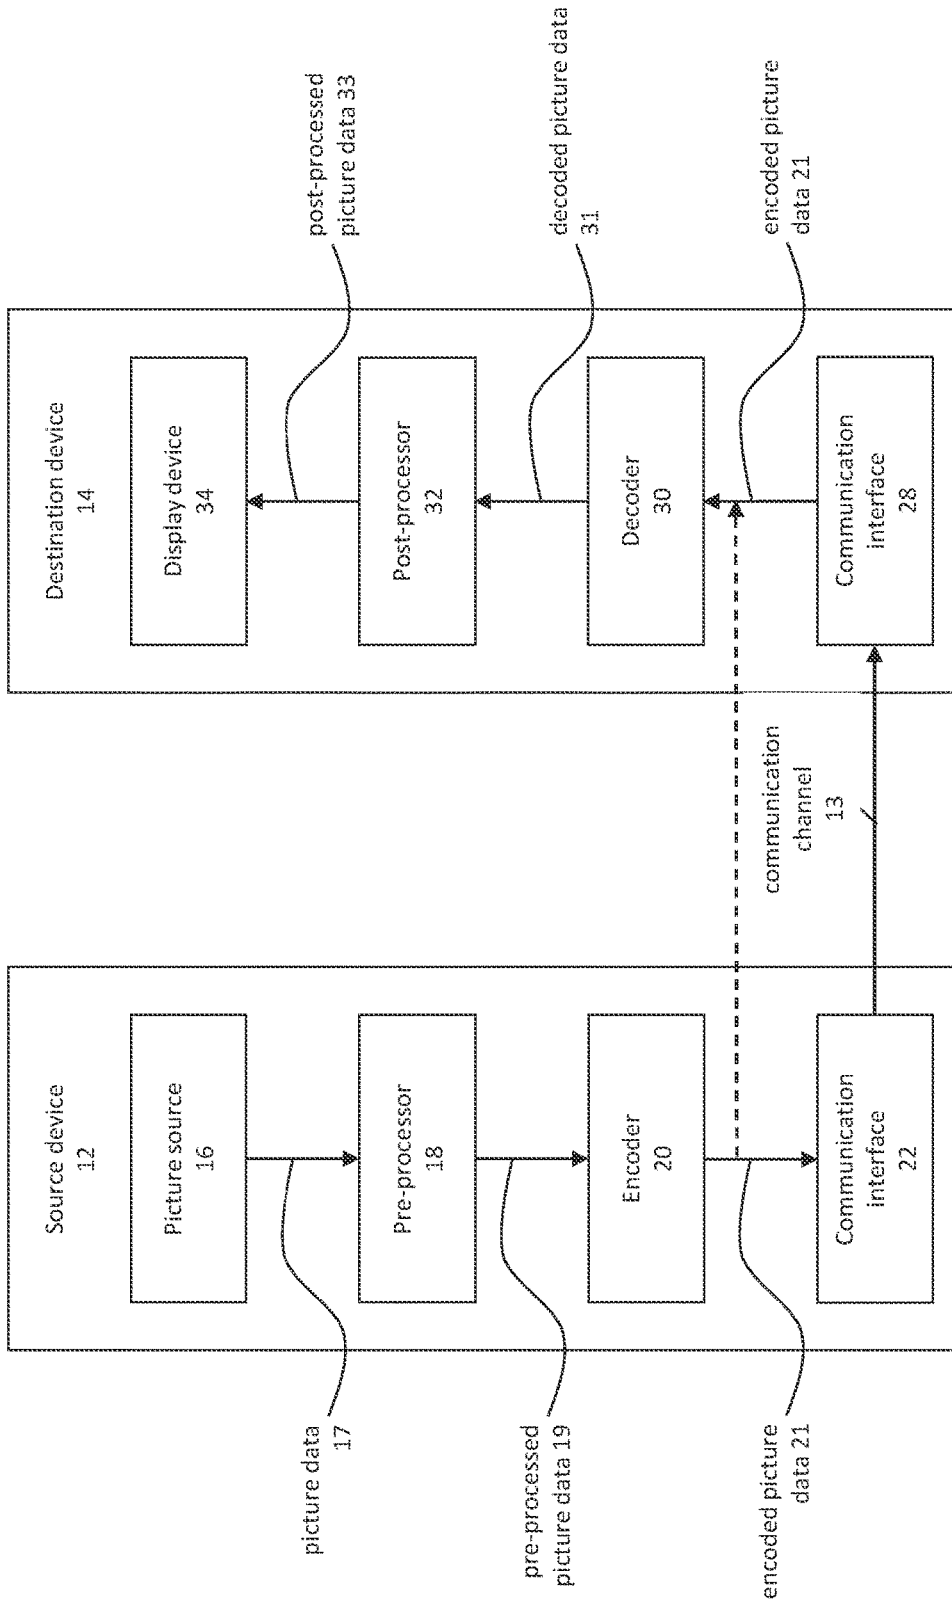 Source device
12
Picture source
16
picture data
17
Pre-processor
18
pre-processed
picture data 19
Encoder
20
encoded picture
data 21
Communication
interface
22
communication
channel
13
Destination device
14
Display device
34
post-processed
picture data 33
Post-processor
32
decoded picture data
31
Decoder
30
encoded picture
data 21
Communication
interface
28